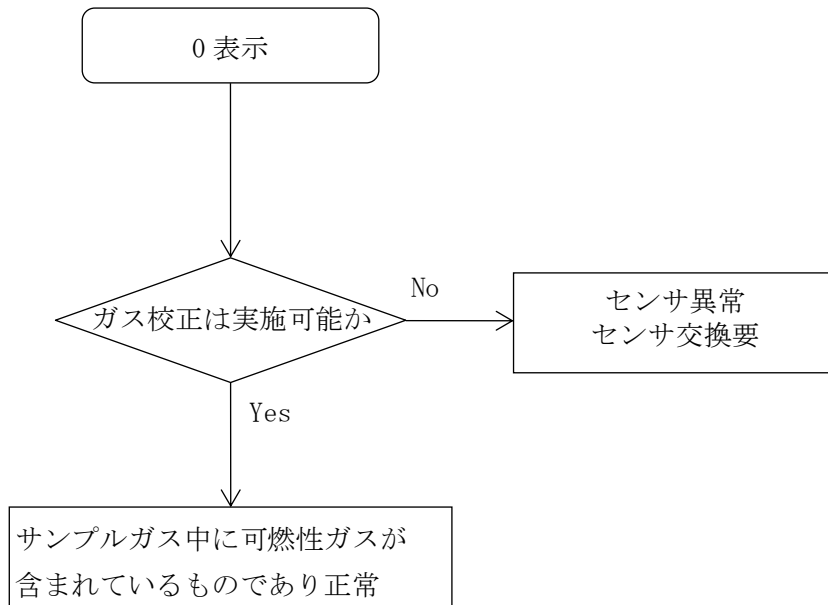 0 表示
ガス校正は実施可能か
No
センサ異常
センサ交換要
Yes
サンプルガス中に可燃性ガスが
含まれているものであり正常